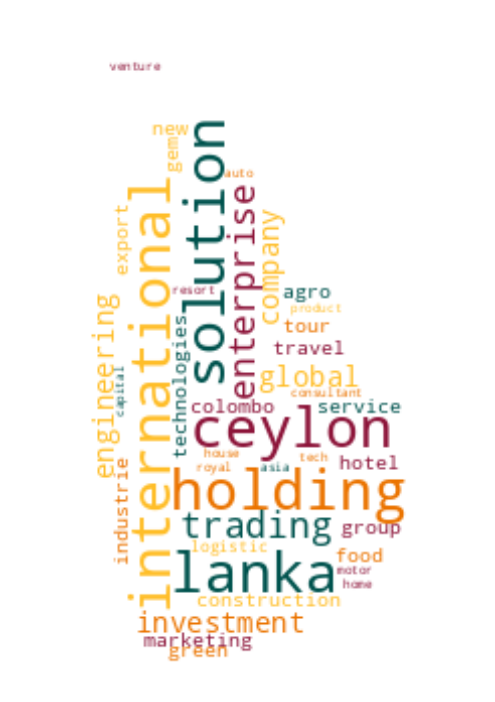 venture
new
gem
solution
auto
international
enterprise
export
company
resort
agro
product
engineering
technologies
tour
travel
capital
global
consultant
colombo
service
ceylon
house
tech
royal
asia
hotel
industrie
holding
trading
group
logistic
food
lanka
motor
home
construction
investment
marketing
green